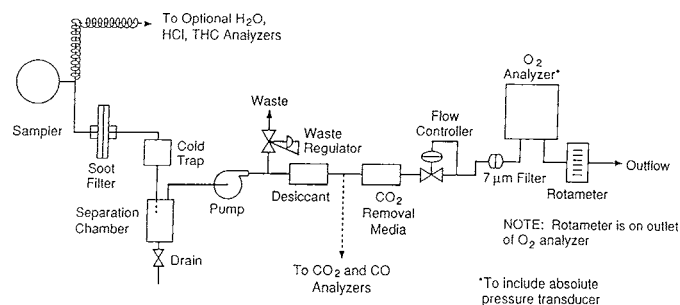 To Optional H₂O,
HCl, THC Analyzers
O₂
Analyzer*
Waste
Flow
Controller
Sampler
Waste
Regulator
Cold
Trap
Soot
Filter
7 μm Filter
Outflow
Rotameter
Desiccant
CO₂
Removal
Media
Pump
Separation
Chamber
NOTE: Rotameter is on outlet
of O₂ analyzer
Drain
To CO₂ and CO
Analyzers
*To include absolute
pressure transducer